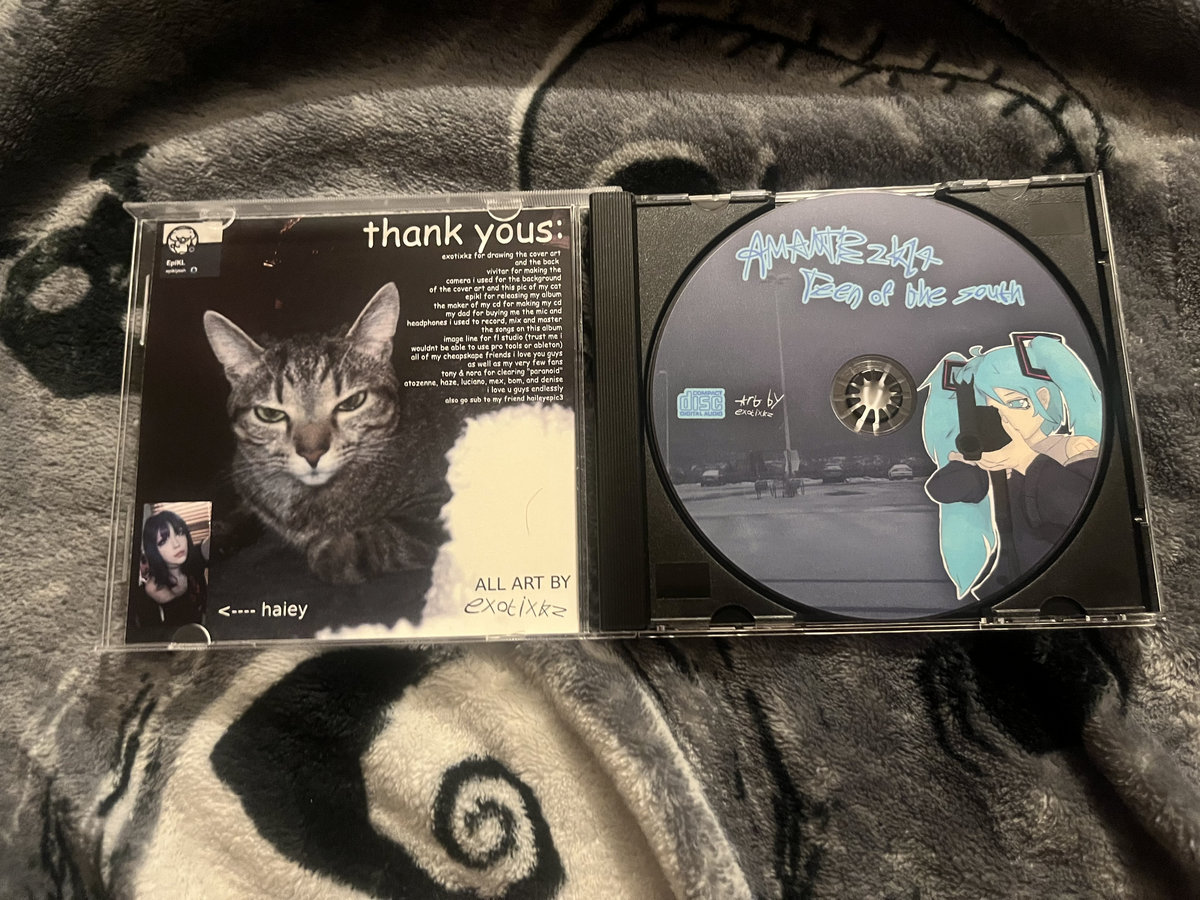 EpiKL
thank yous:
exotixkz for drawing the cover art
and the back
vivitar for making the
camera i used for the background
of the cover art and this pic of my cat
epikl for releasing my album
the maker of my cd for making my cd
my dad for buying me the mic and
headphones i used to record, mix and master
the songs on this album
image line for fl studio (trust me i
wouldnt be able to use pro tools or ableton)
all of my cheapskape friends i love you guys
as well as my very few fans
tony & nora for clearing "paranoid"
atozenne, haze, luciano, mex, bom, and denise
i love u guys endlessly
also go sub to my friend haileyepic3
<---- haiey
ALL ART BY
exotixkz
AMANTE zklx
Teen of the south
COMPACT
disc
DIGITAL AUDIO
art by
exotixkz